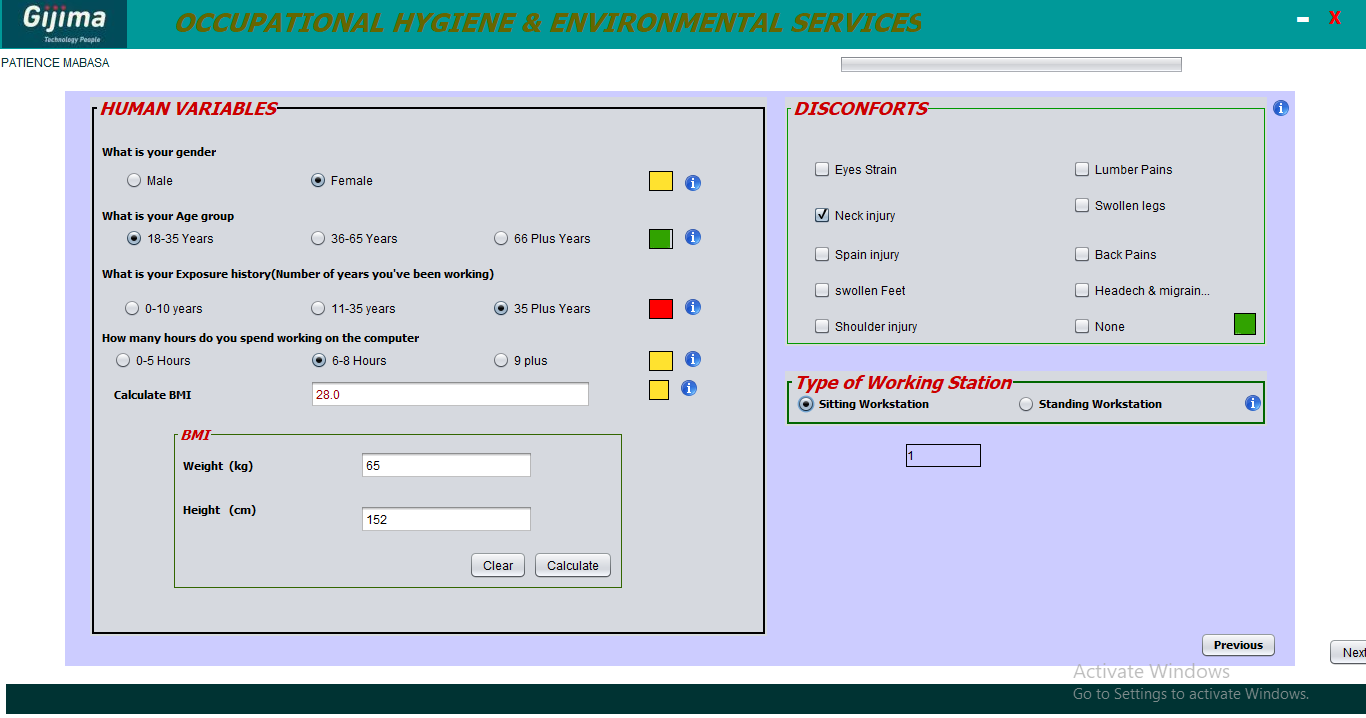 Gijima
Technology People
OCCUPATIONAL HYGIENE & ENVIRONMENTAL SERVICES
X
PATIENCE MABASA
HUMAN VARIABLES
What is your gender
Male
Female
What is your Age group
18-35 Years
36-65 Years
66 Plus Years
What is your Exposure history(Number of years you've been working)
0-10 years
11-35 years
35 Plus Years
How many hours do you spend working on the computer
0-5 Hours
6-8 Hours
9 plus
Calculate BMI
28.0
BMI
Weight (kg)
65
Height (cm)
152
Clear
Calculate
DISCONFORTS
Eyes Strain
Lumber Pains
Neck injury
Swollen legs
Spain injury
Back Pains
swollen Feet
Headech & migrain...
Shoulder injury
None
Type of Working Station
Sitting Workstation
Standing Workstation
1
Previous
Next
Activate Windows
Go to Settings to activate Windows.